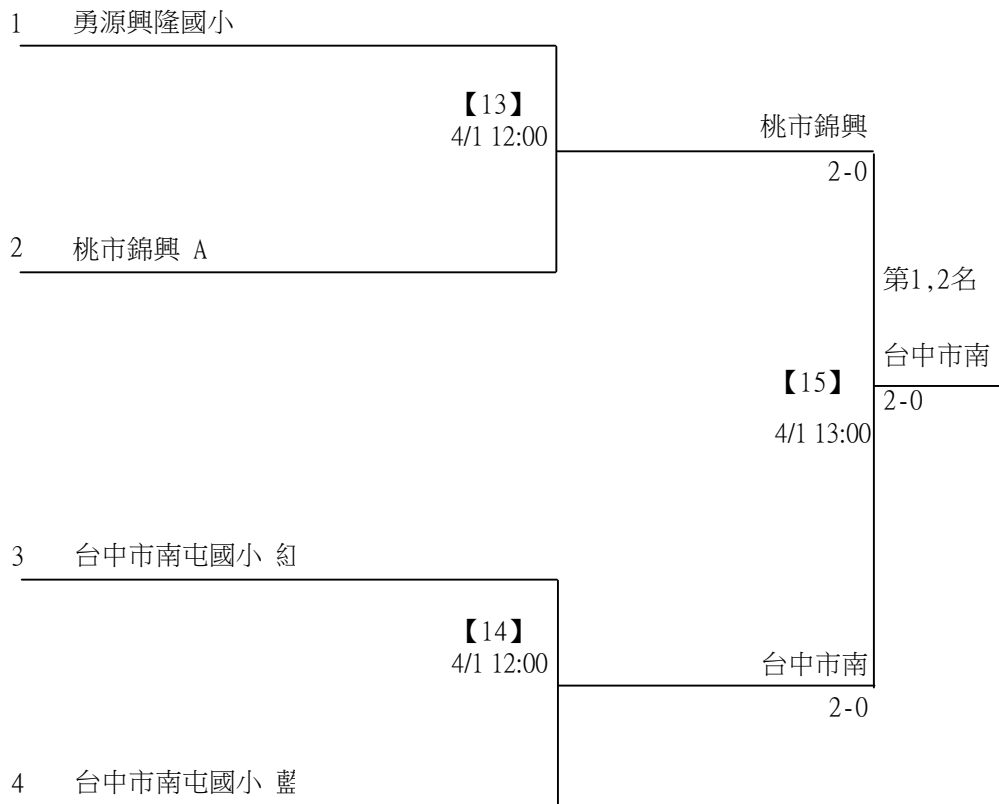 1 勇源興隆國小
【13】
4/1 12:00
桃市錦興
2-0
2 桃市錦興 A
第1,2名
台中市南
【15】
2-0
4/1 13:00
3 台中市南屯國小 紅
【14】
4/1 12:00
台中市南
2-0
4 台中市南屯國小 藍